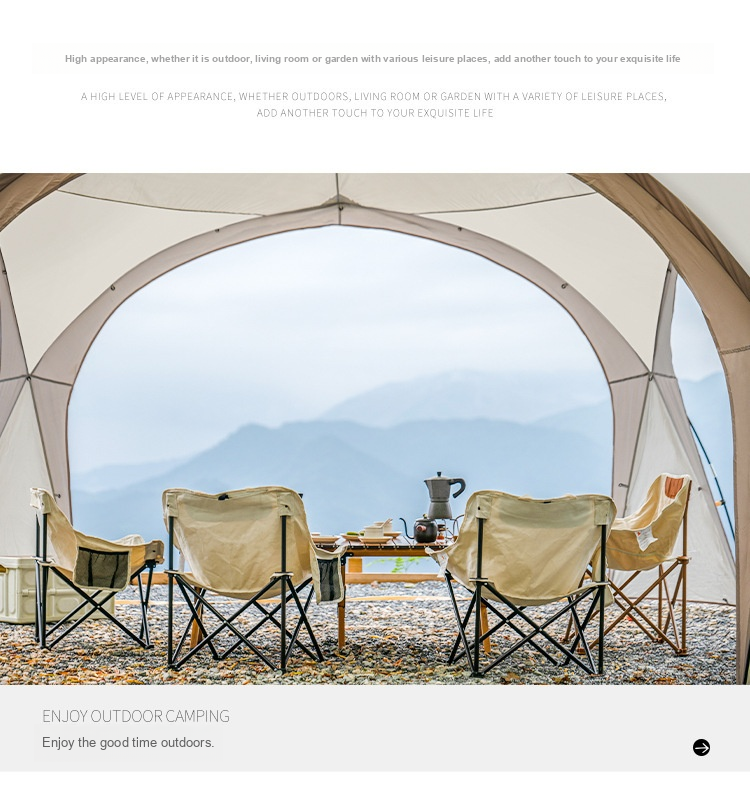 High appearance, whether it is outdoor, living room or garden with various leisure places, add another touch to your exquisite life
A HIGH LEVEL OF APPEARANCE, WHETHER OUTDOORS, LIVING ROOM OR GARDEN WITH A VARIETY OF LEISURE PLACES,
ADD ANOTHER TOUCH TO YOUR EXQUISITE LIFE
ENJOY OUTDOOR CAMPING
Enjoy the good time outdoors.